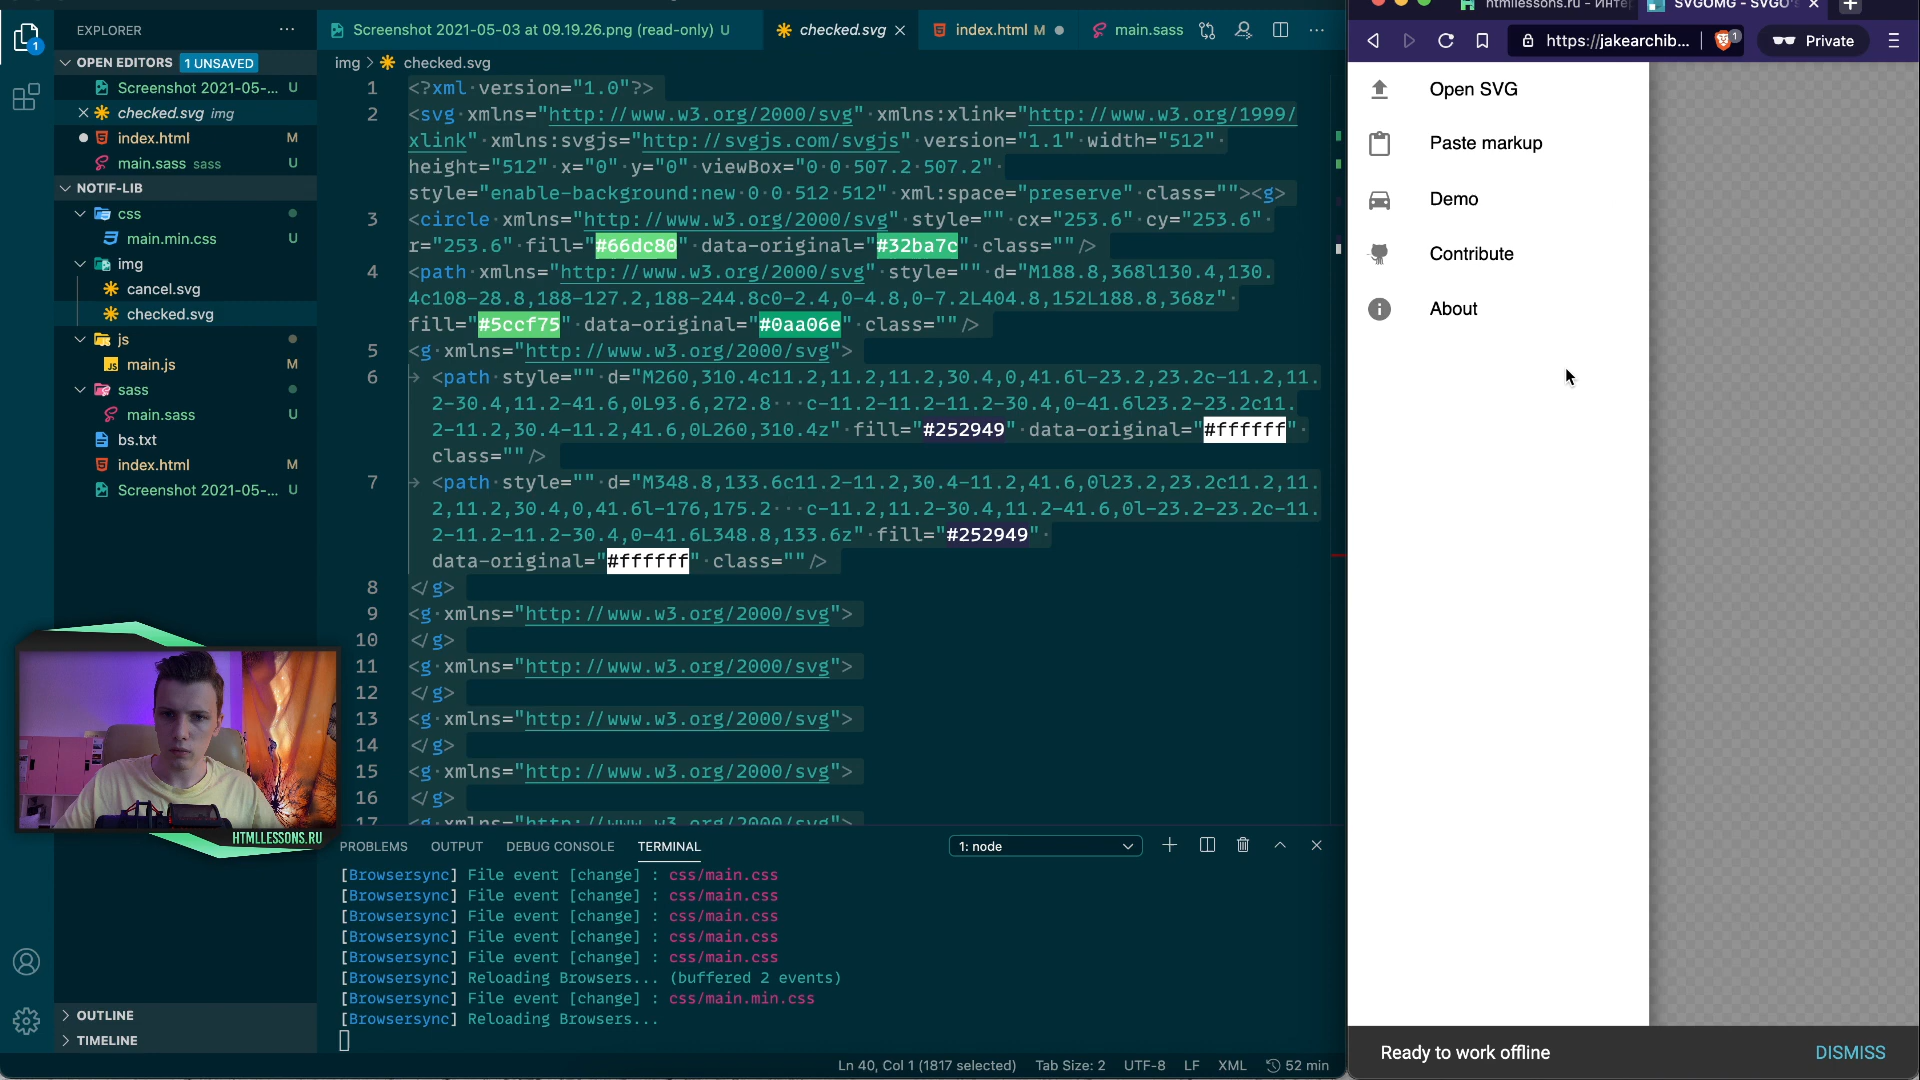 EXPLORER
OPEN EDITORS 1 UNSAVED
Screenshot 2021-05-... U
checked.svg img
index.html M
main.sass sass U
NOTIF-LIB
css
main.min.css U
img
cancel.svg
checked.svg
js
main.js M
sass
main.sass U
bs.txt
index.html M
Screenshot 2021-05-... U
OUTLINE
TIMELINE
HTMLLESSONS.RU
Screenshot 2021-05-03 at 09.19.26.png (read-only) U
checked.svg
index.html M
main.sass
img > checked.svg
1 <?xml version="1.0"?>
2 <svg xmlns="http://www.w3.org/2000/svg" xmlns:xlink="http://www.w3.org/1999/
xlink" xmlns:svgjs="http://svgjs.com/svgjs" version="1.1" width="512"
height="512" x="0" y="0" viewBox="0 0 507.2 507.2"
style="enable-background:new 0 0 512 512" xml:space="preserve" class=""><g>
3 <circle xmlns="http://www.w3.org/2000/svg" style="" cx="253.6" cy="253.6"
r="253.6" fill="#66dc80" data-original="#32ba7c" class=""/>
4 <path xmlns="http://www.w3.org/2000/svg" style="" d="M188.8,368l130.4,130.
4c108-28.8,188-127.2,188-244.8c0-2.4,0-4.8,0-7.2L404.8,152L188.8,368z"
fill="#5ccf75" data-original="#0aa06e" class=""/>
5 <g xmlns="http://www.w3.org/2000/svg">
6 <path style="" d="M260,310.4c11.2,11.2,11.2,30.4,0,41.6l-23.2,23.2c-11.2,11.
2-30.4,11.2-41.6,0L93.6,272.8   c-11.2-11.2-11.2-30.4,0-41.6l23.2-23.2c11.
2-11.2,30.4-11.2,41.6,0L260,310.4z" fill="#252949" data-original="#ffffff"
class=""/>
7 <path style="" d="M348.8,133.6c11.2-11.2,30.4-11.2,41.6,0l23.2,23.2c11.2,11.
2,11.2,30.4,0,41.6l-176,175.2   c-11.2,11.2-30.4,11.2-41.6,0l-23.2-23.2c-11.
2-11.2-11.2-30.4,0-41.6L348.8,133.6z" fill="#252949"
data-original="#ffffff" class=""/>
8 </g>
9 <g xmlns="http://www.w3.org/2000/svg">
10 </g>
11 <g xmlns="http://www.w3.org/2000/svg">
12 </g>
13 <g xmlns="http://www.w3.org/2000/svg">
14 </g>
15 <g xmlns="http://www.w3.org/2000/svg">
16 </g>
17 <g xmlns="http://www.w3.org/2000/svg">
PROBLEMS OUTPUT DEBUG CONSOLE TERMINAL 1: node
[Browsersync] File event [change] : css/main.css
[Browsersync] File event [change] : css/main.css
[Browsersync] File event [change] : css/main.css
[Browsersync] File event [change] : css/main.css
[Browsersync] File event [change] : css/main.css
[Browsersync] Reloading Browsers... (buffered 2 events)
[Browsersync] File event [change] : css/main.min.css
[Browsersync] Reloading Browsers...
Ln 40, Col 1 (1817 selected) Tab Size: 2 UTF-8 LF XML 52 min
htmllessons.ru - Инте
SVGOMG - SVGO's
https://jakearchib... 1 Private
Open SVG
Paste markup
Demo
Contribute
About
Ready to work offline DISMISS